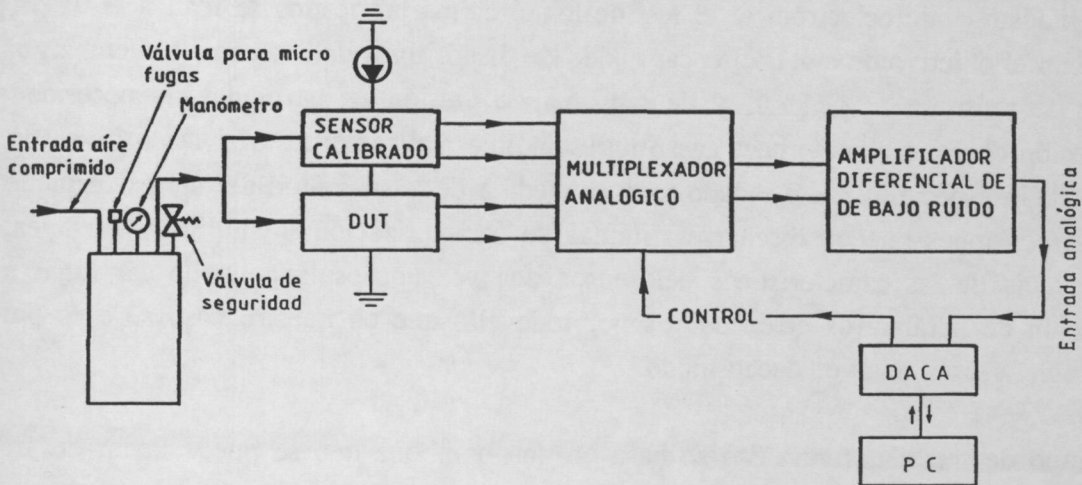 Válvula para micro
fugas
Manómetro
Entrada aíre
comprimido
Válvula de
seguridad
SENSOR
CALIBRADO
DUT
MULTIPLEXADOR
ANALOGICO
AMPLIFICADOR
DIFERENCIAL DE
DE BAJO RUIDO
Entrada analógica
CONTROL
DACA
PC